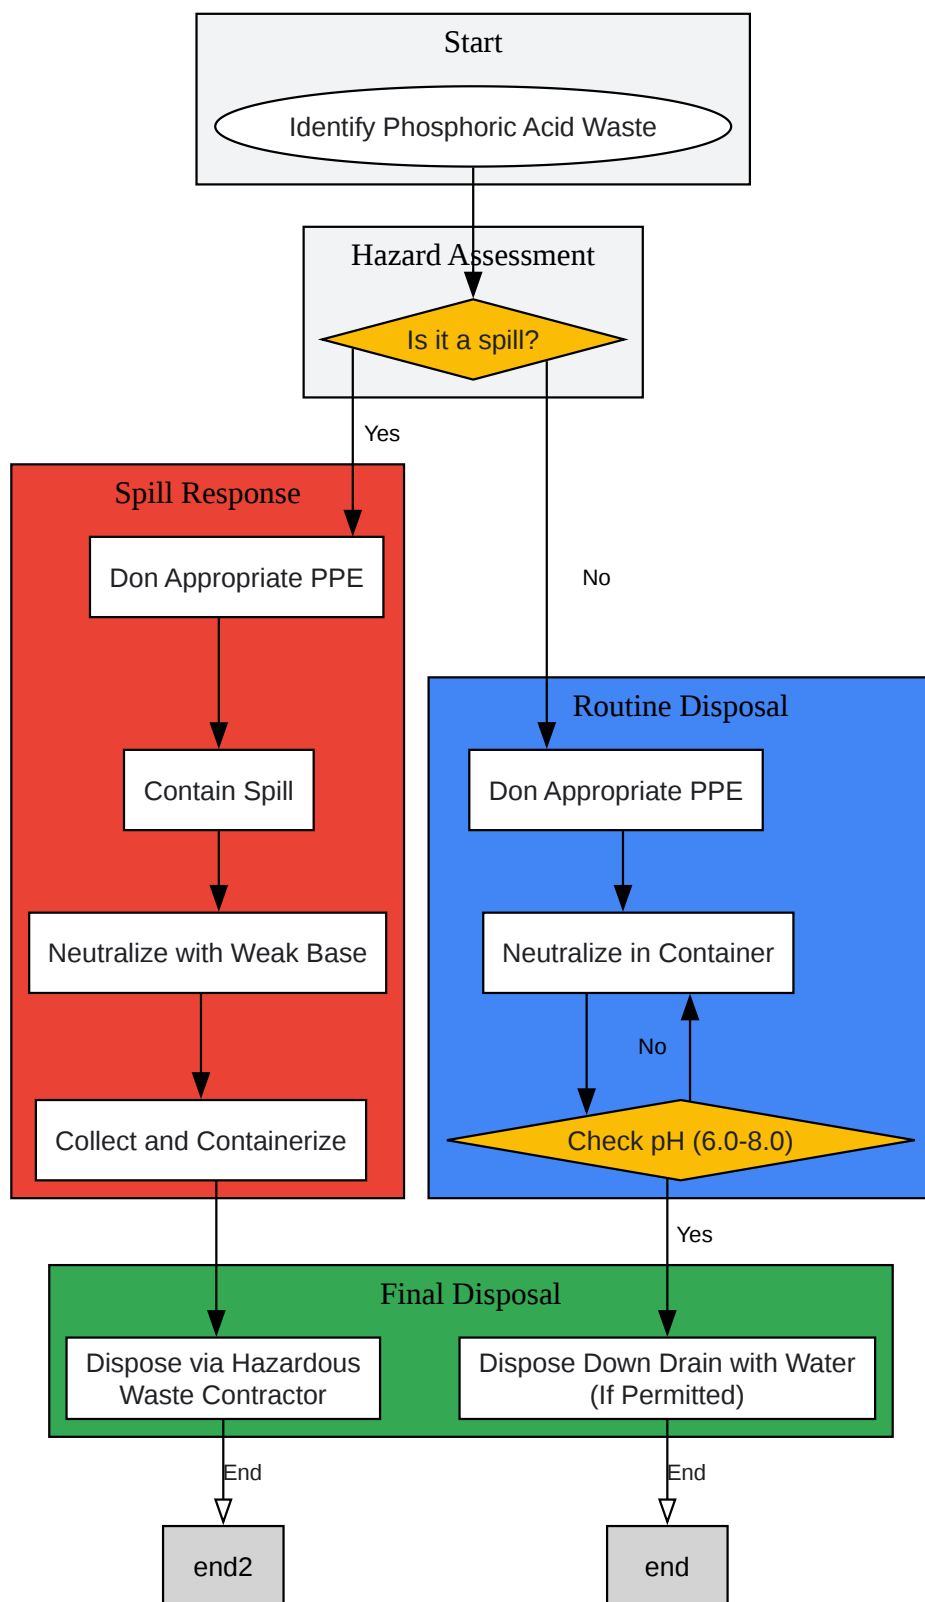 Start
Identify Phosphoric Acid Waste
Hazard Assessment
Is it a spill?
Yes
Spill Response
Don Appropriate PPE
No
Contain Spill
Neutralize with Weak Base
Collect and Containerize
Routine Disposal
Don Appropriate PPE
Neutralize in Container
No
Check pH (6.0-8.0)
Yes
Final Disposal
Dispose via Hazardous
Waste Contractor
Dispose Down Drain with Water
(If Permitted)
End
End
end2
end